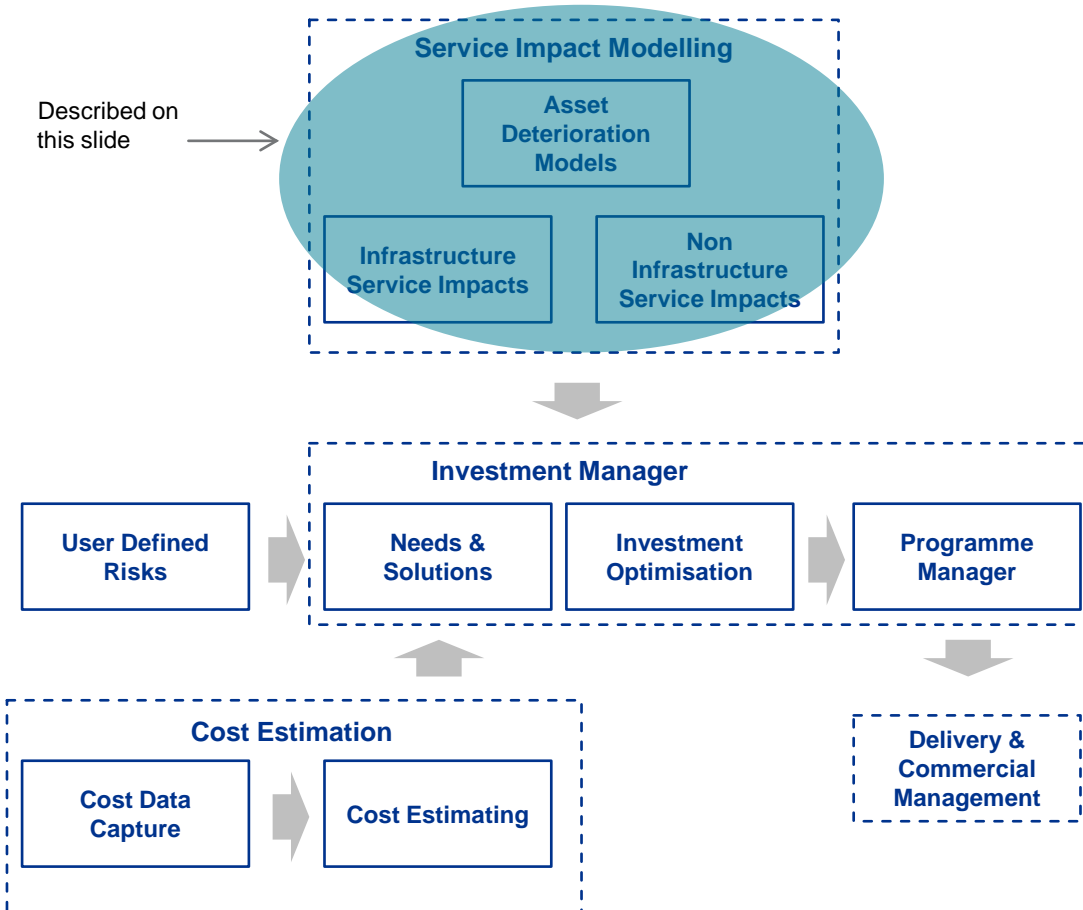 Service Impact Modelling
Described on
this slide
Asset
Deterioration
Models
Infrastructure
Service Impacts
Non
Infrastructure
Service Impacts
Investment Manager
User Defined
Risks
Needs &
Solutions
Investment
Optimisation
Programme
Manager
Cost Estimation
Cost Data
Capture
Cost Estimating
Delivery &
Commercial
Management